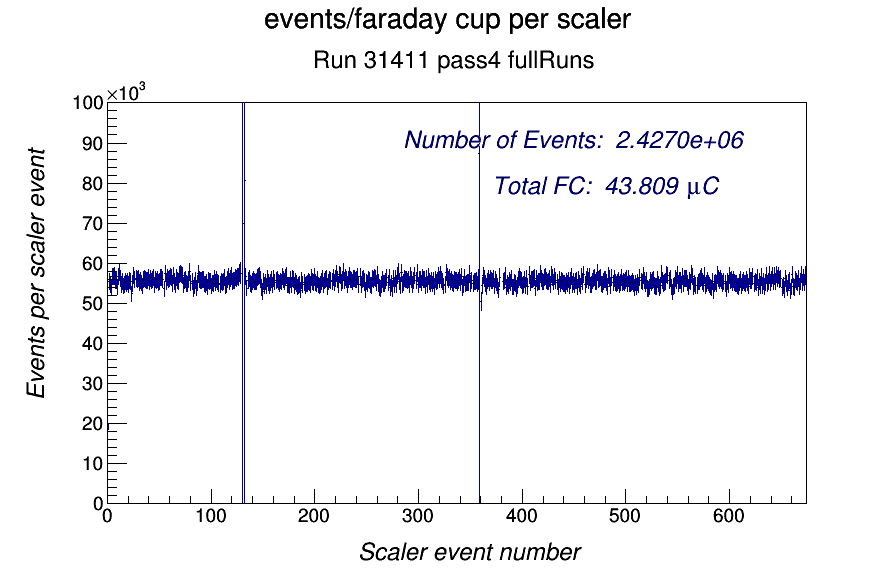 events/faraday cup per scaler
Run 31411 pass4 fullRuns
×10³
100
90
80
70
60
50
40
30
20
10
0
Events per scaler event
Number of Events: 2.4270e+06
Total FC: 43.809 μC
0 100 200 300 400 500 600
Scaler event number